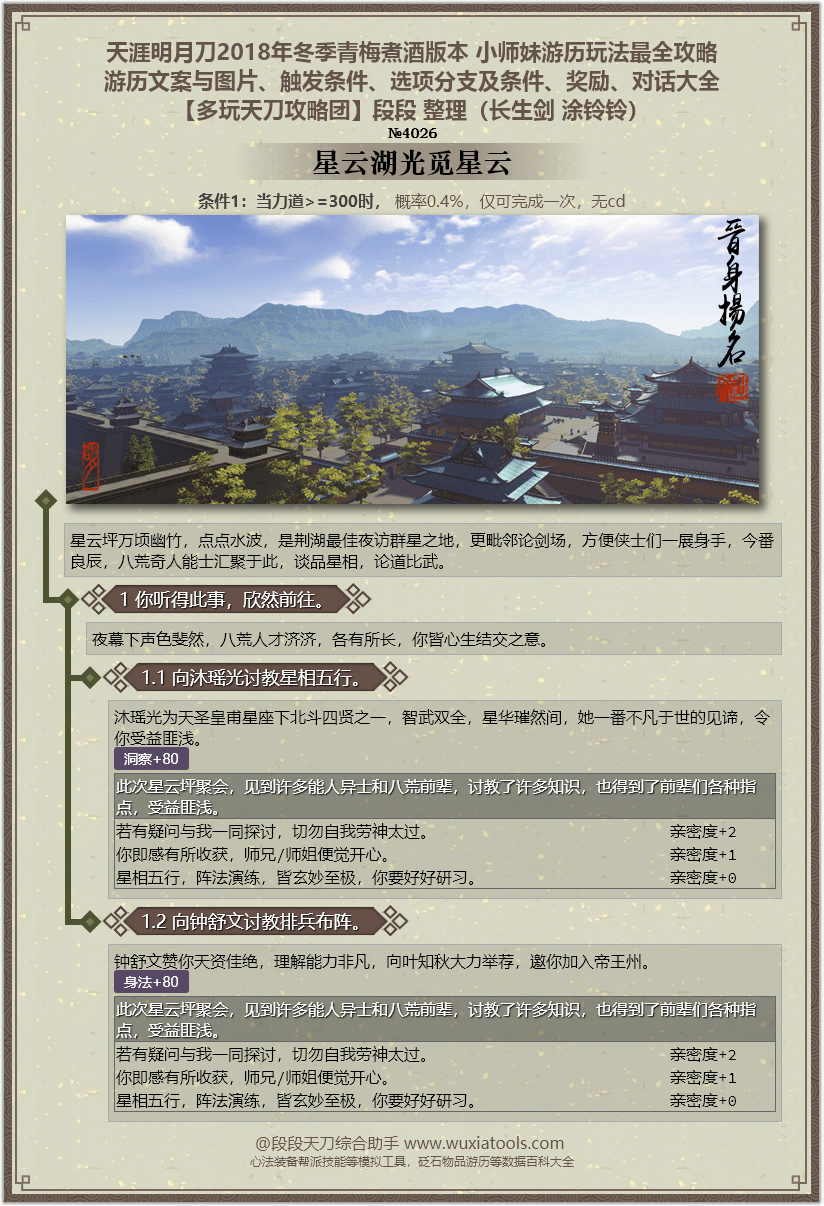 天涯明月刀2018年冬季青梅煮酒版本 小师妹游历玩法最全攻略
游历文案与图片、触发条件、选项分支及条件、奖励、对话大全
【多玩天刀攻略团】段段 整理（长生剑 涂铃铃）
№4026
星云湖光觅星云
条件1：当力道>=300时， 概率0.4%，仅可完成一次，无cd
晋身揚名
星云坪万顷幽竹，点点水波，是荆湖最佳夜访群星之地，更毗邻论剑场，方便侠士们一展身手，今番
良辰，八荒奇人能士汇聚于此，谈品星相，论道比武。
1 你听得此事，欣然前往。
夜幕下声色斐然，八荒人才济济，各有所长，你皆心生结交之意。
1.1 向沐瑶光讨教星相五行。
沐瑶光为天圣皇甫星座下北斗四贤之一，智武双全，星华璀然间，她一番不凡于世的见谛，令
你受益匪浅。
洞察+80
此次星云坪聚会，见到许多能人异士和八荒前辈，讨教了许多知识，也得到了前辈们各种指
点，受益匪浅。
若有疑问与我一同探讨，切勿自我劳神太过。 亲密度+2
你即感有所收获，师兄/师姐便觉开心。 亲密度+1
星相五行，阵法演练，皆玄妙至极，你要好好研习。 亲密度+0
1.2 向钟舒文讨教排兵布阵。
钟舒文赞你天资佳绝，理解能力非凡，向叶知秋大力举荐，邀你加入帝王州。
身法+80
此次星云坪聚会，见到许多能人异士和八荒前辈，讨教了许多知识，也得到了前辈们各种指
点，受益匪浅。
若有疑问与我一同探讨，切勿自我劳神太过。 亲密度+2
你即感有所收获，师兄/师姐便觉开心。 亲密度+1
星相五行，阵法演练，皆玄妙至极，你要好好研习。 亲密度+0
@段段天刀综合助手 www.wuxiatools.com
心法装备帮派技能等模拟工具，砭石物品游历等数据百科大全